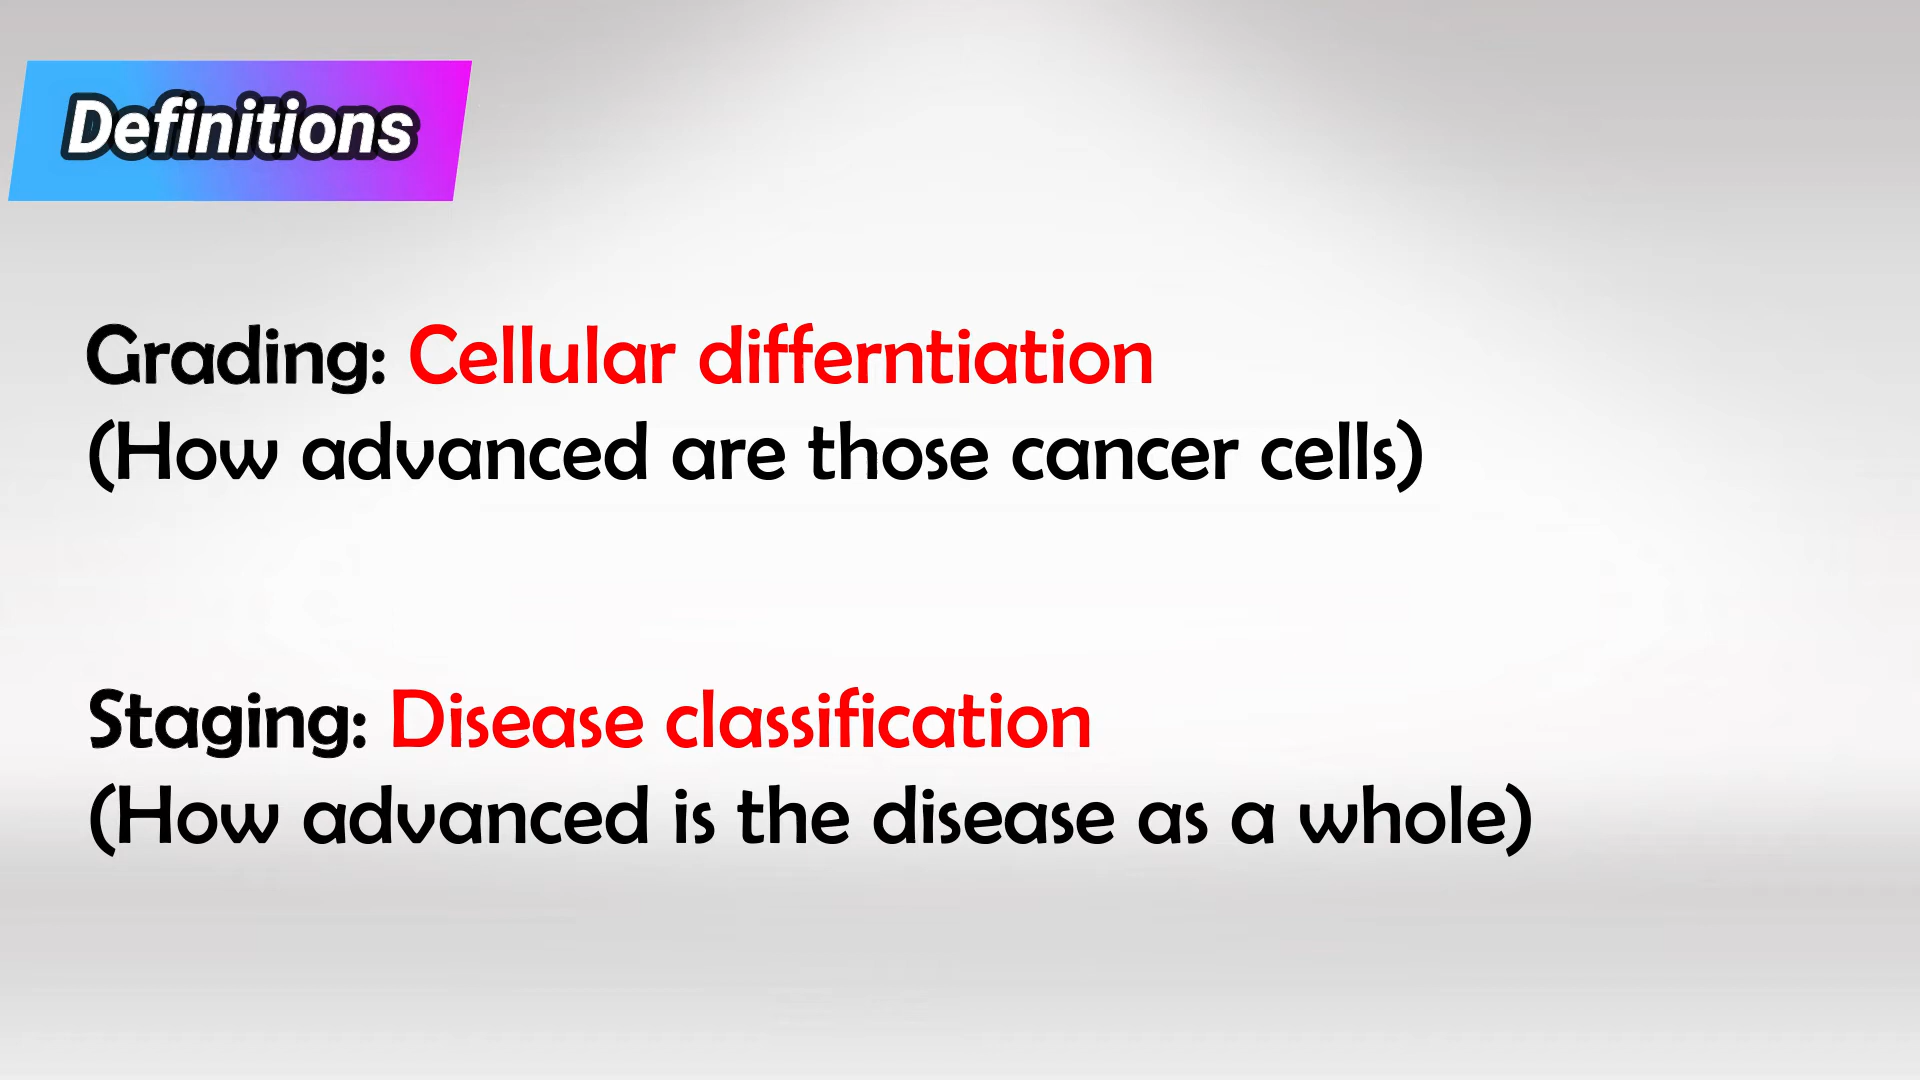 Definitions
Grading: Cellular differntiation
(How advanced are those cancer cells)
Staging: Disease classification
(How advanced is the disease as a whole)